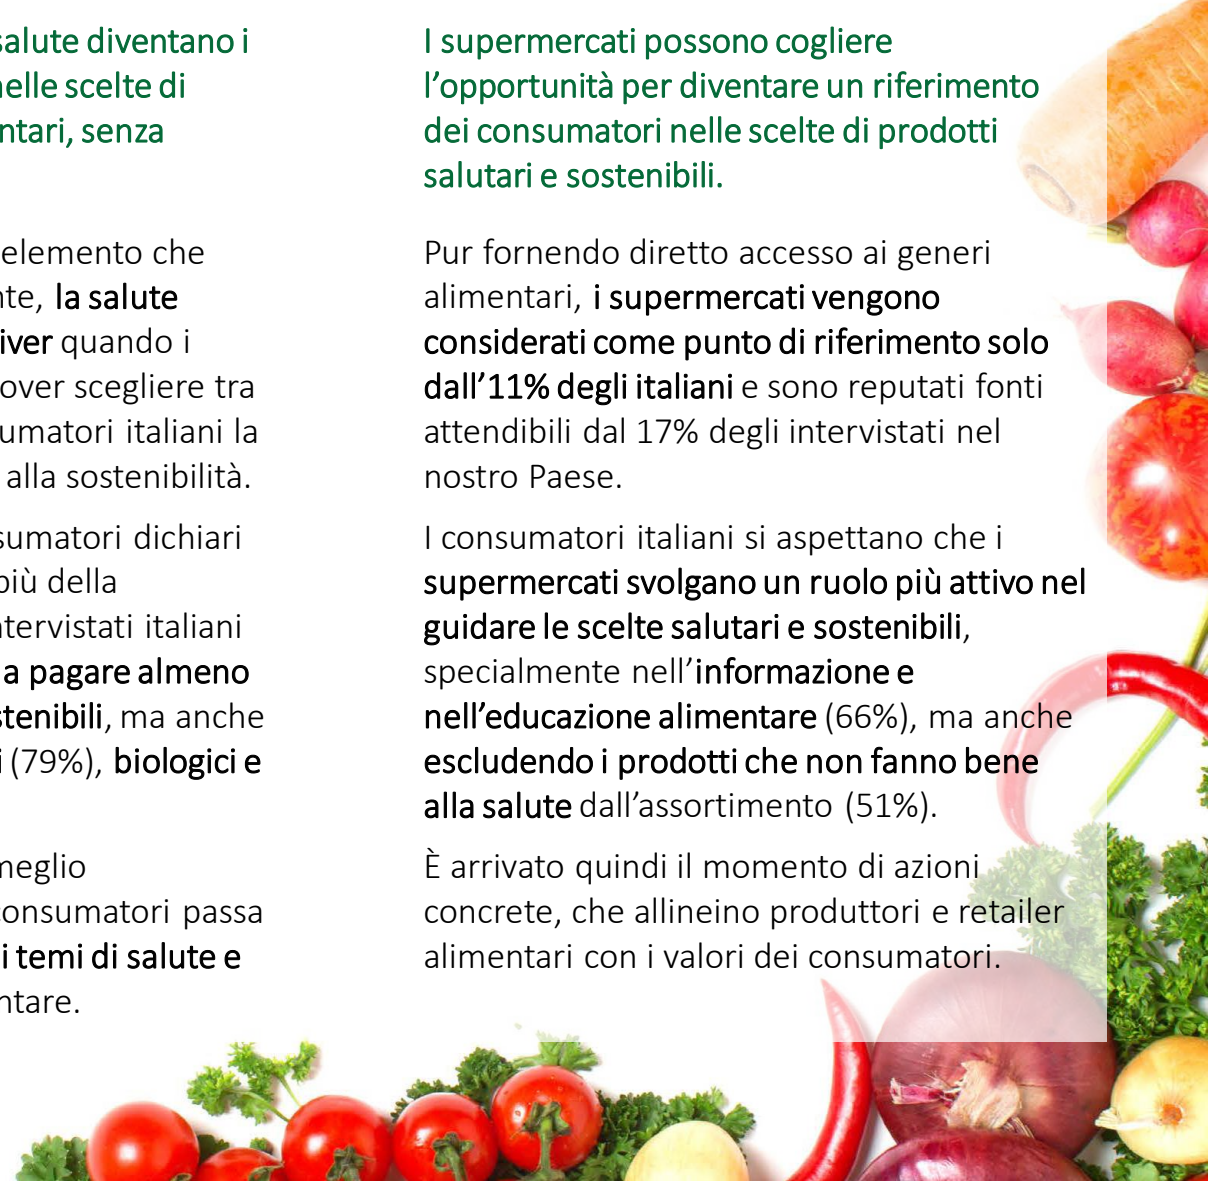 salute diventano i
nelle scelte di
ntari, senza
elemento che
nte, la salute
iver quando i
over scegliere tra
umatori italiani la
alla sostenibilità.
sumatori dichiari
più della
ntervistati italiani
a pagare almeno
stenibili, ma anche
i (79%), biologici e
meglio
consumatori passa
i temi di salute e
ntare.
I supermercati possono cogliere
l’opportunità per diventare un riferimento
dei consumatori nelle scelte di prodotti
salutari e sostenibili.
Pur fornendo diretto accesso ai generi
alimentari, i supermercati vengono
considerati come punto di riferimento solo
dall’11% degli italiani e sono reputati fonti
attendibili dal 17% degli intervistati nel
nostro Paese.
I consumatori italiani si aspettano che i
supermercati svolgano un ruolo più attivo nel
guidare le scelte salutari e sostenibili,
specialmente nell’informazione e
nell’educazione alimentare (66%), ma anche
escludendo i prodotti che non fanno bene
alla salute dall’assortimento (51%).
È arrivato quindi il momento di azioni
concrete, che allineino produttori e retailer
alimentari con i valori dei consumatori.